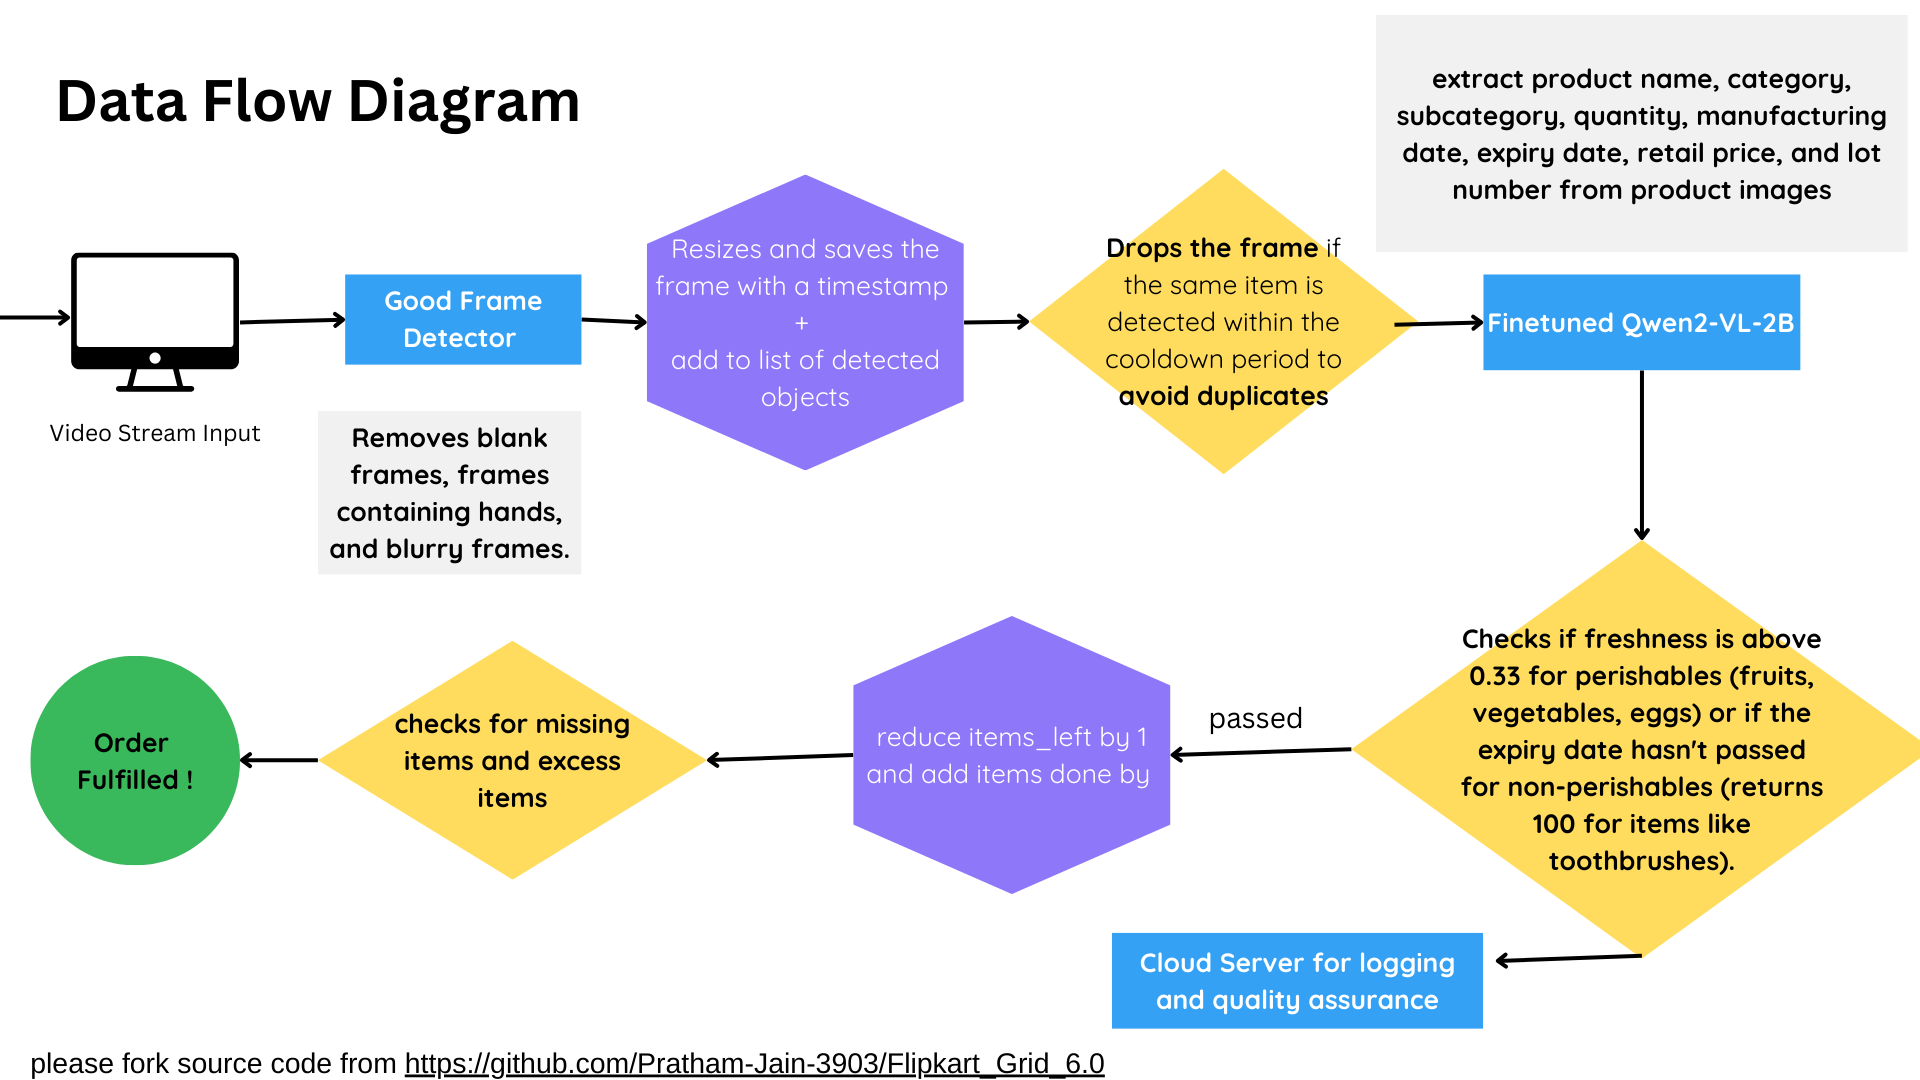 Data Flow Diagram
extract product name, category,
subcategory, quantity, manufacturing
date, expiry date, retail price, and lot
number from product images
Video Stream Input
Good Frame
Detector
Removes blank
frames, frames
containing hands,
and blurry frames.
Resizes and saves the
frame with a timestamp
+
add to list of detected
objects
Drops the frame if
the same item is
detected within the
cooldown period to
avoid duplicates
Finetuned Qwen2-VL-2B
Checks if freshness is above
0.33 for perishables (fruits,
vegetables, eggs) or if the
expiry date hasn't passed
for non-perishables (returns
100 for items like
toothbrushes).
passed
reduce items_left by 1
and add items done by
checks for missing
items and excess
items
Order
Fulfilled !
Cloud Server for logging
and quality assurance
please fork source code from https://github.com/Pratham-Jain-3903/Flipkart_Grid_6.0